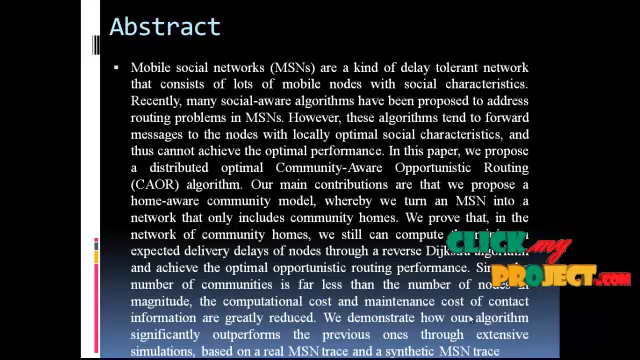 Abstract
Mobile social networks (MSNs) are a kind of delay tolerant network
that consists of lots of mobile nodes with social characteristics.
Recently, many social-aware algorithms have been proposed to address
routing problems in MSNs. However, these algorithms tend to forward
messages to the nodes with locally optimal social characteristics, and
thus cannot achieve the optimal performance. In this paper, we propose
a distributed optimal Community-Aware Opportunistic Routing
(CAOR) algorithm. Our main contributions are that we propose a
home-aware community model, whereby we turn an MSN into a
network that only includes community homes. We prove that, in the
network of community homes, we still can compute the
expected delivery delays of nodes through a reverse Dijkstra algorithm
and achieve the optimal opportunistic routing performance.
number of communities is far less than the number of nodes in
magnitude, the computational cost and maintenance cost of contact
information are greatly reduced. We demonstrate how our algorithm
significantly outperforms the previous ones through extensive
simulations, based on a real MSN trace and a synthetic MSN trace
CLICK my
PROJECT.COM